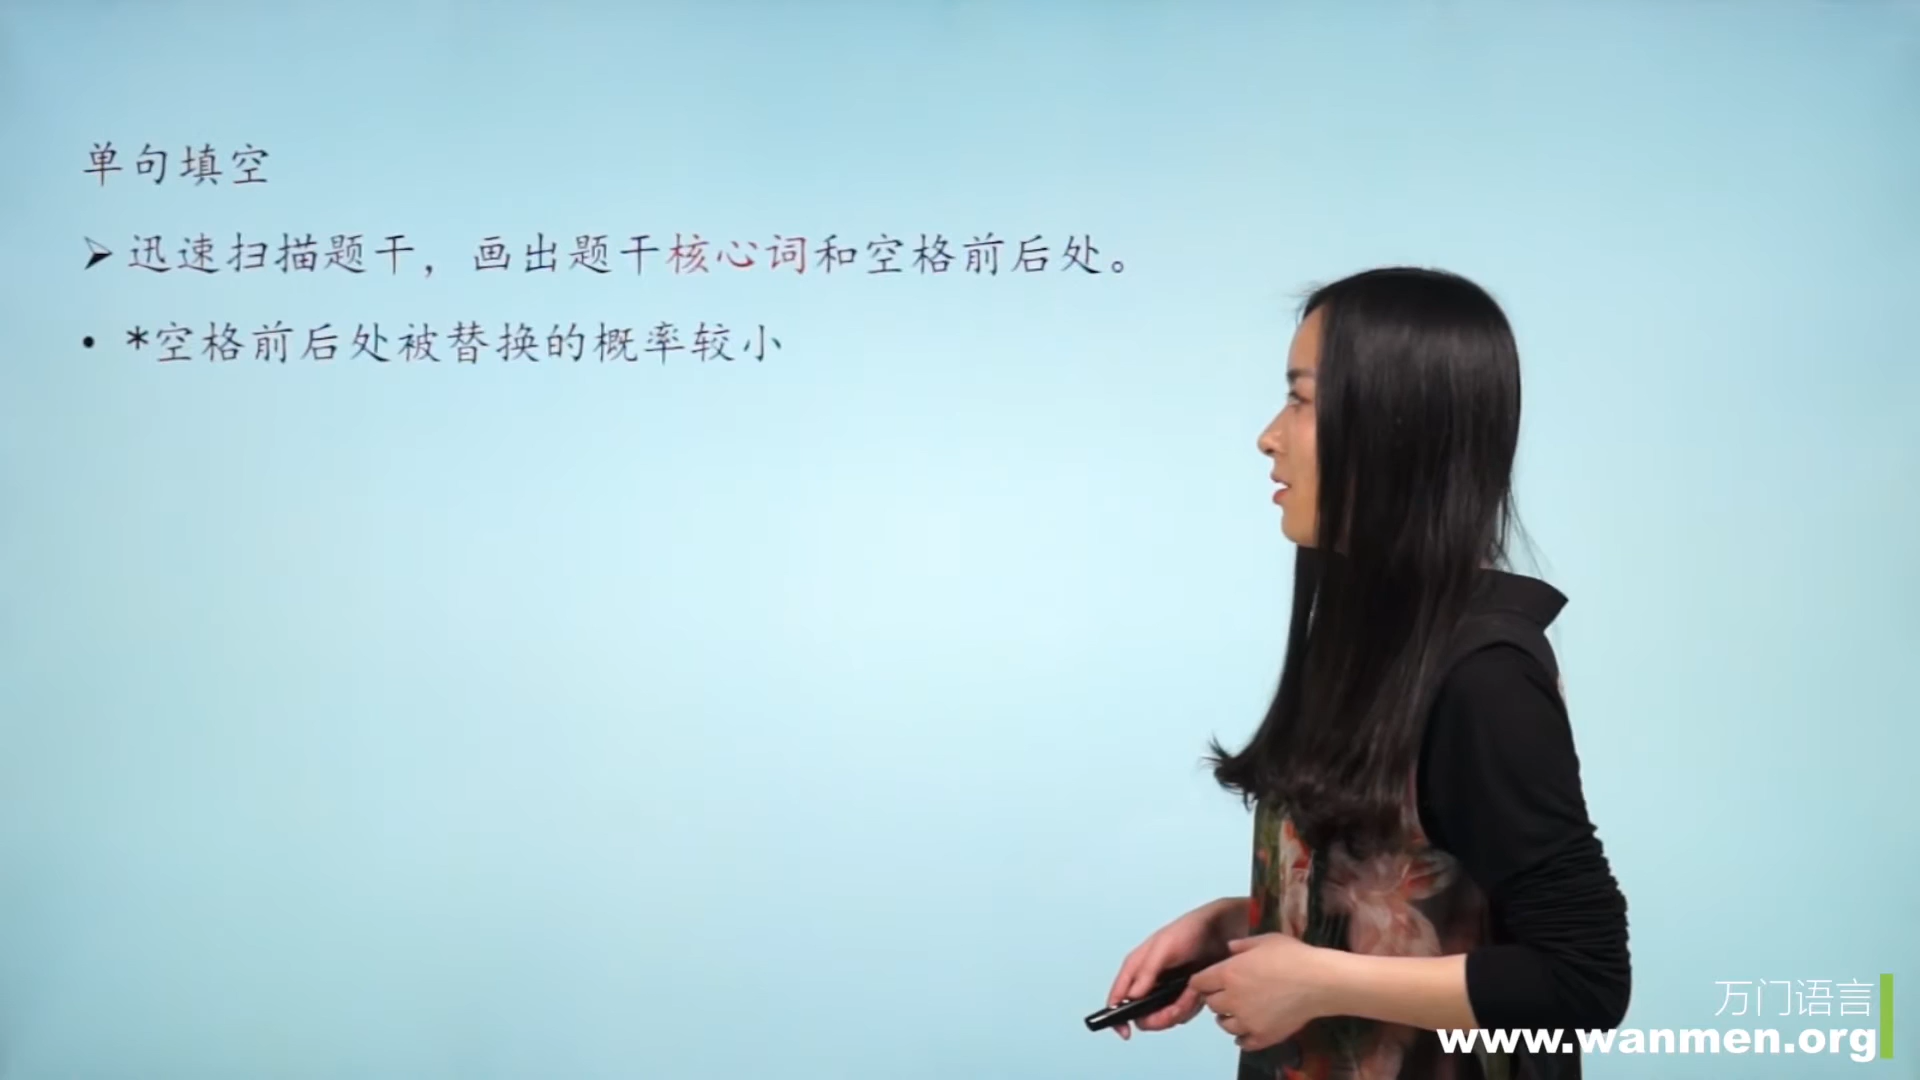 单句填空
➢ 迅速扫描题干，画出题干核心词和空格前后处。
• *空格前后处被替换的概率较小
万门语言
www.wanmen.org